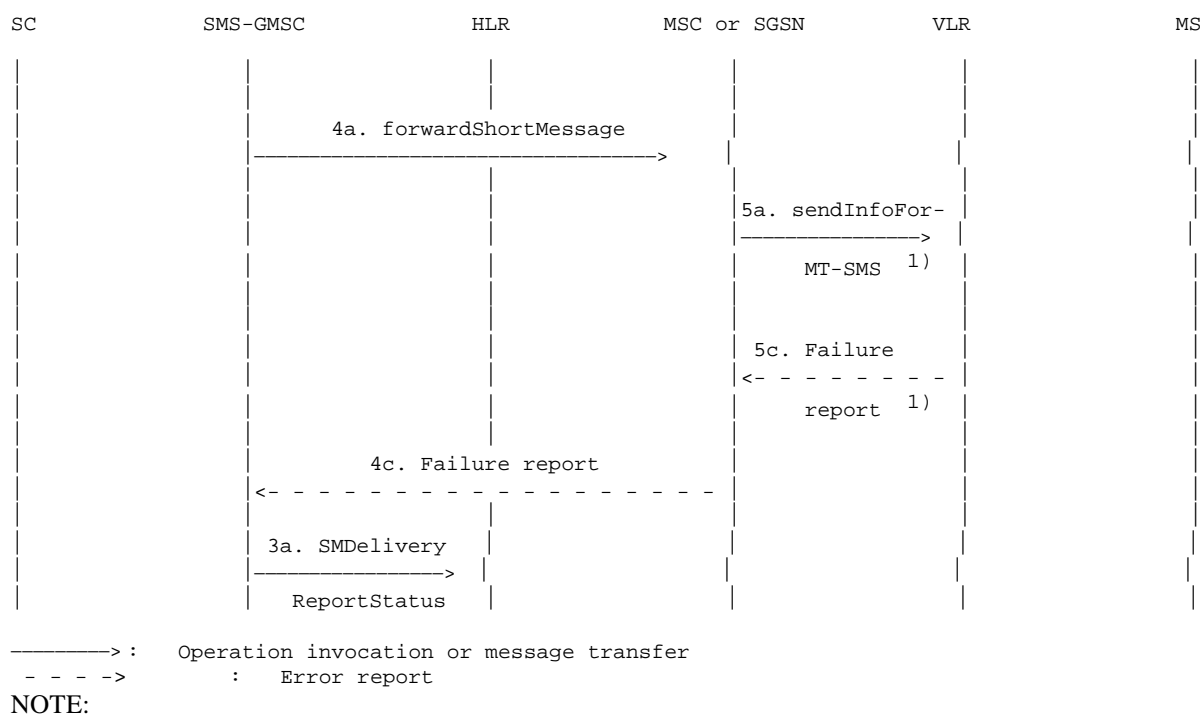 SC SMS-GMSC HLR MSC or SGSN VLR MS
4a. forwardShortMessage
5a. sendInfoFor-
MT-SMS 1)
5c. Failure
report 1)
4c. Failure report
3a. SMDelivery
ReportStatus
: Operation invocation or message transfer
: Error report
NOTE: